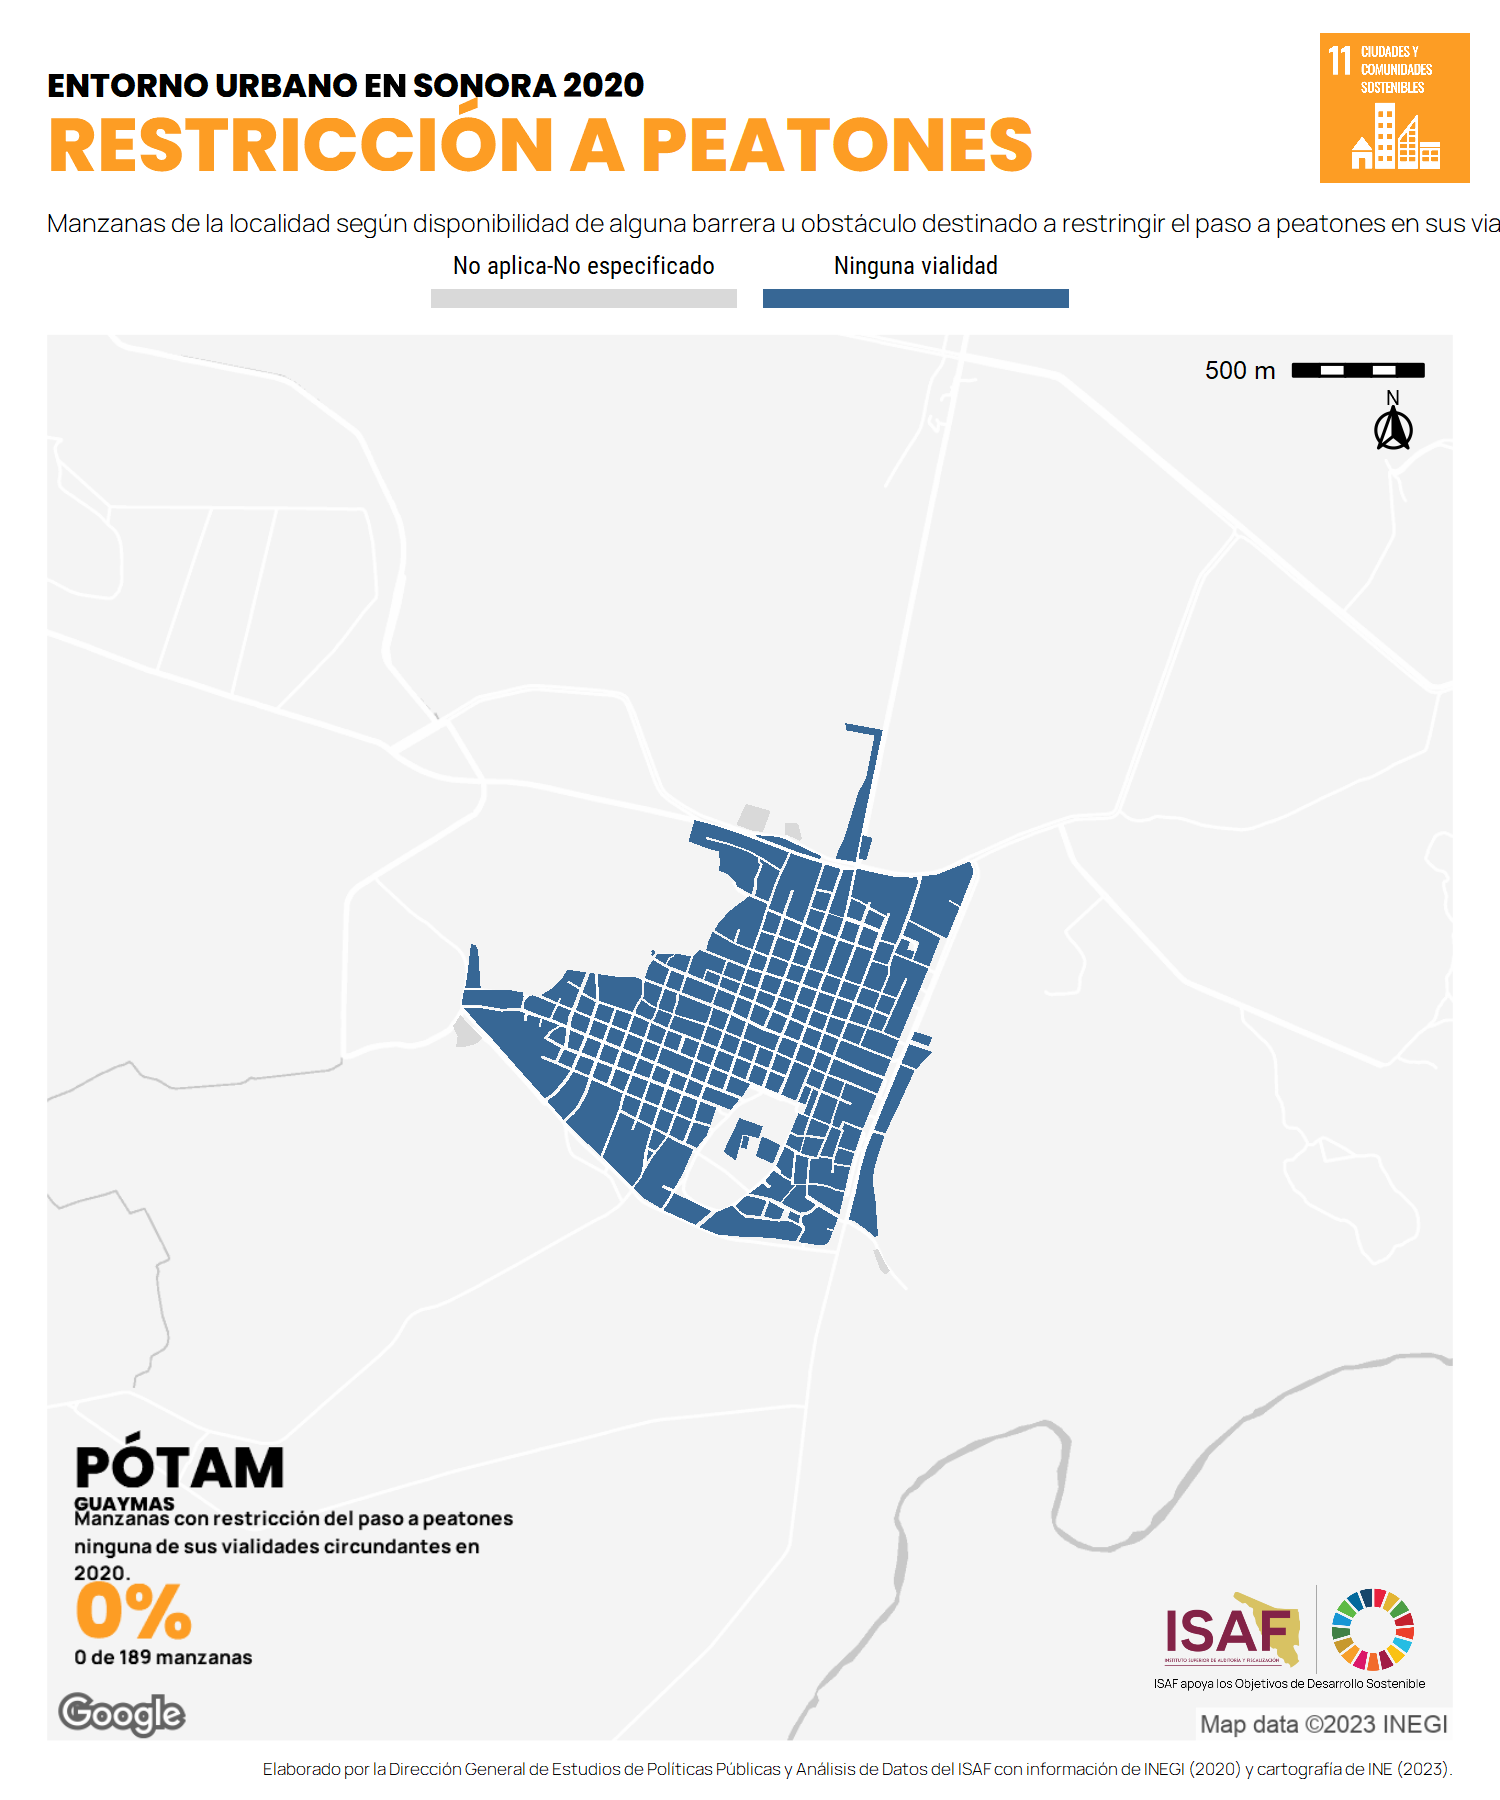 ENTORNO URBANO EN SONORA 2020
RESTRICCIÓN A PEATONES
11 CIUDADES Y
COMUNIDADES
SOSTENIBLES
Manzanas de la localidad según disponibilidad de alguna barrera u obstáculo destinado a restringir el paso a peatones en sus via
No aplica-No especificado
Ninguna vialidad
500 m
N
PÓTAM
GUAYMAS
Manzanas con restricción del paso a peatones
ninguna de sus vialidades circundantes en
2020.
0%
0 de 189 manzanas
ISAF
INSTITUTO SUPERIOR DE AUDITORÍA Y FISCALIZACIÓN
ISAF apoya los Objetivos de Desarrollo Sostenible
Google
Map data ©2023 INEGI
Elaborado por la Dirección General de Estudios de Políticas Públicas y Análisis de Datos del ISAF con información de INEGI (2020) y cartografía de INE (2023).